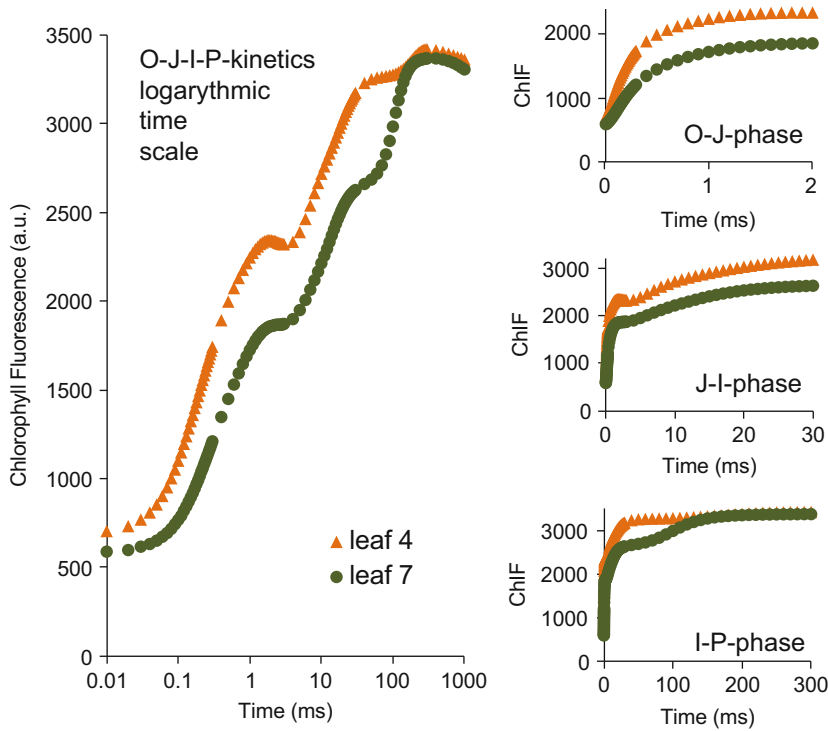 O-J-I-P-kinetics
logarythmic
time
scale
Chlorophyll Fluorescence (a.u.)
3500
3000
2500
2000
1500
1000
500
0
0.01 0.1 1 10 100 1000
Time (ms)
leaf 4
leaf 7
ChlF
2000
1000
0
O-J-phase
0 1 2
Time (ms)
ChlF
3000
2000
1000
0
J-I-phase
0 10 20 30
Time (ms)
ChlF
3000
2000
1000
0
I-P-phase
0 100 200 300
Time (ms)